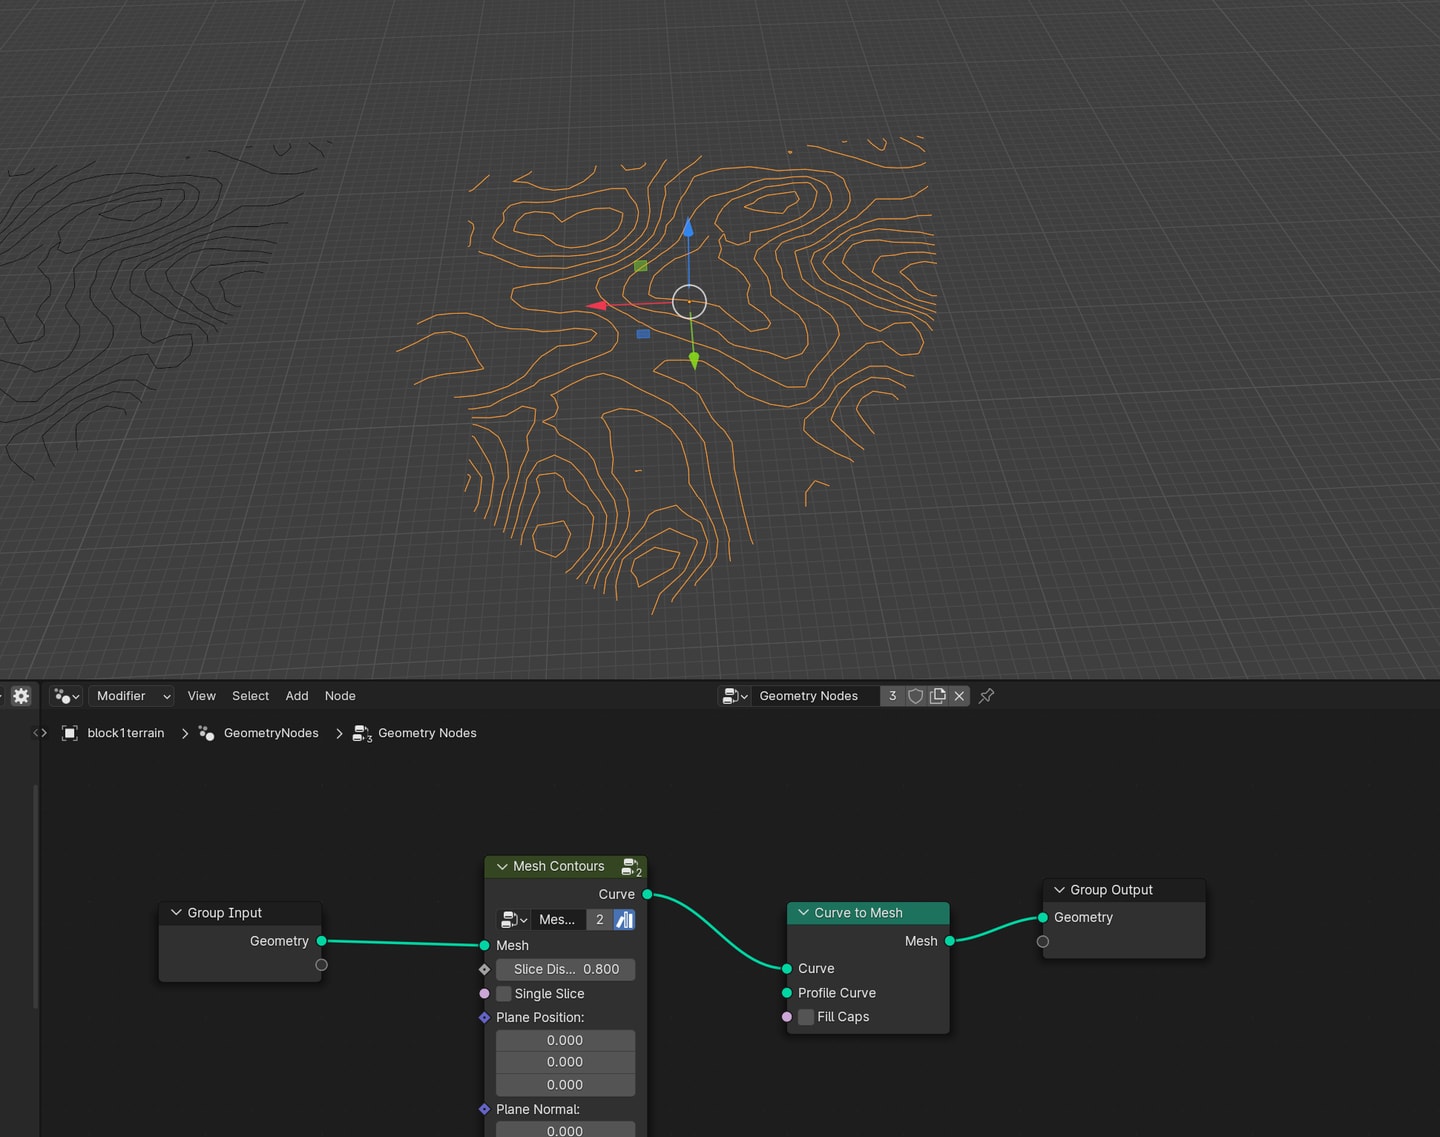 Modifier View Select Add Node Geometry Nodes 3
block1terrain GeometryNodes 3 Geometry Nodes
Group Input
Geometry
Mesh Contours 2
Curve
Mes... 2
Mesh
Slice Dis... 0.800
Single Slice
Plane Position:
0.000
0.000
0.000
Plane Normal:
0.000
Curve to Mesh
Mesh
Curve
Profile Curve
Fill Caps
Group Output
Geometry